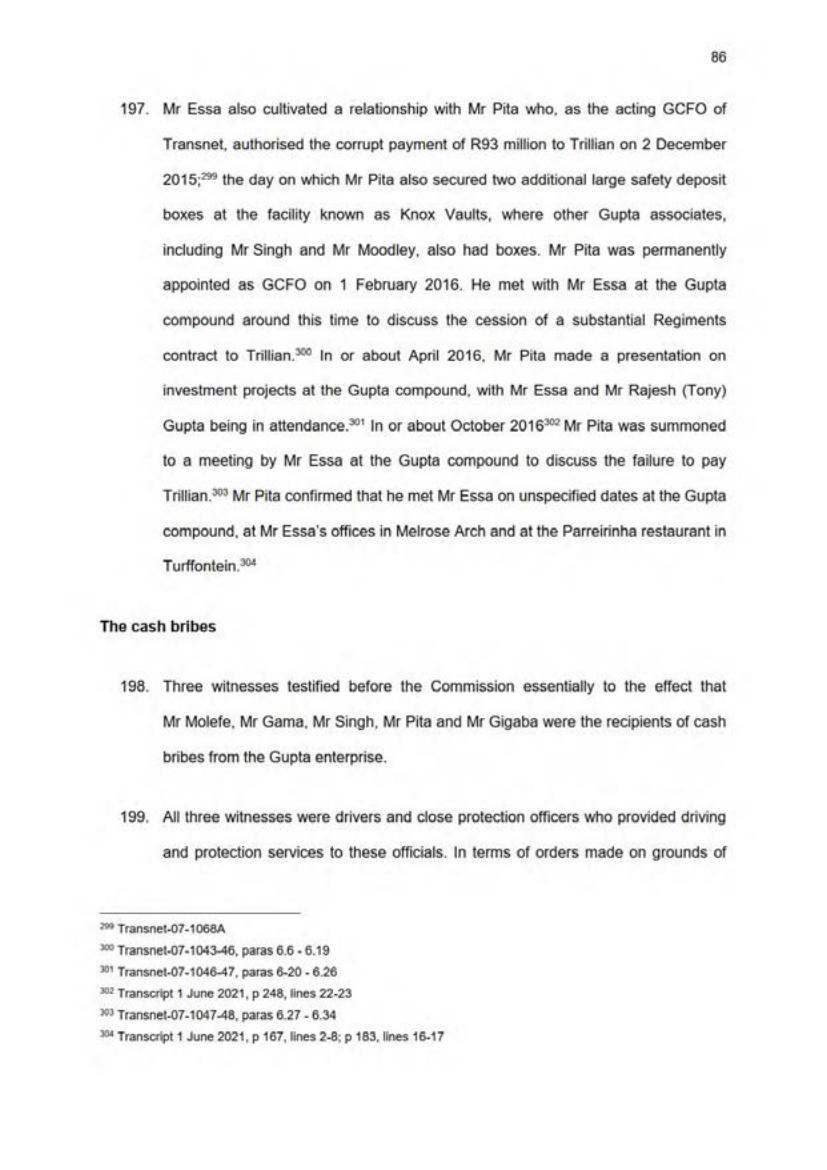 86
197. Mr Essa also cultivated a relationship with Mr Pita who, as the acting GCFO of
Transnet, authorised the corrupt payment of R93 million to Trillian on 2 December
2015;299 the day on which Mr Pita also secured two additional large safety deposit
boxes at the facility known as Knox Vaults, where other Gupta associates,
including Mr Singh and Mr Moodley, also had boxes. Mr Pita was permanently
appointed as GCFO on 1 February 2016. He met with Mr Essa at the Gupta
compound around this time to discuss the cession of a substantial Regiments
contract to Trillian.300 In or about April 2016, Mr Pita made a presentation on
investment projects at the Gupta compound, with Mr Essa and Mr Rajesh (Tony)
Gupta being in attendance.301 In or about October 2016302 Mr Pita was summoned
to a meeting by Mr Essa at the Gupta compound to discuss the failure to pay
Trillian.303 Mr Pita confirmed that he met Mr Essa on unspecified dates at the Gupta
compound, at Mr Essa's offices in Melrose Arch and at the Parreirinha restaurant in
Turffontein.304
The cash bribes
198. Three witnesses testified before the Commission essentially to the effect that
Mr Molefe, Mr Gama, Mr Singh, Mr Pita and Mr Gigaba were the recipients of cash
bribes from the Gupta enterprise.
199. All three witnesses were drivers and close protection officers who provided driving
and protection services to these officials. In terms of orders made on grounds of
299 Transnet-07-1068A
300 Transnet-07-1043-46, paras 6.6 - 6.19
301 Transnet-07-1046-47, paras 6-20 - 6.26
302 Transcript 1 June 2021, p 248, lines 22-23
303 Transnet-07-1047-48, paras 6.27 - 6.34
304 Transcript 1 June 2021, p 167, lines 2-8; p 183, lines 16-17